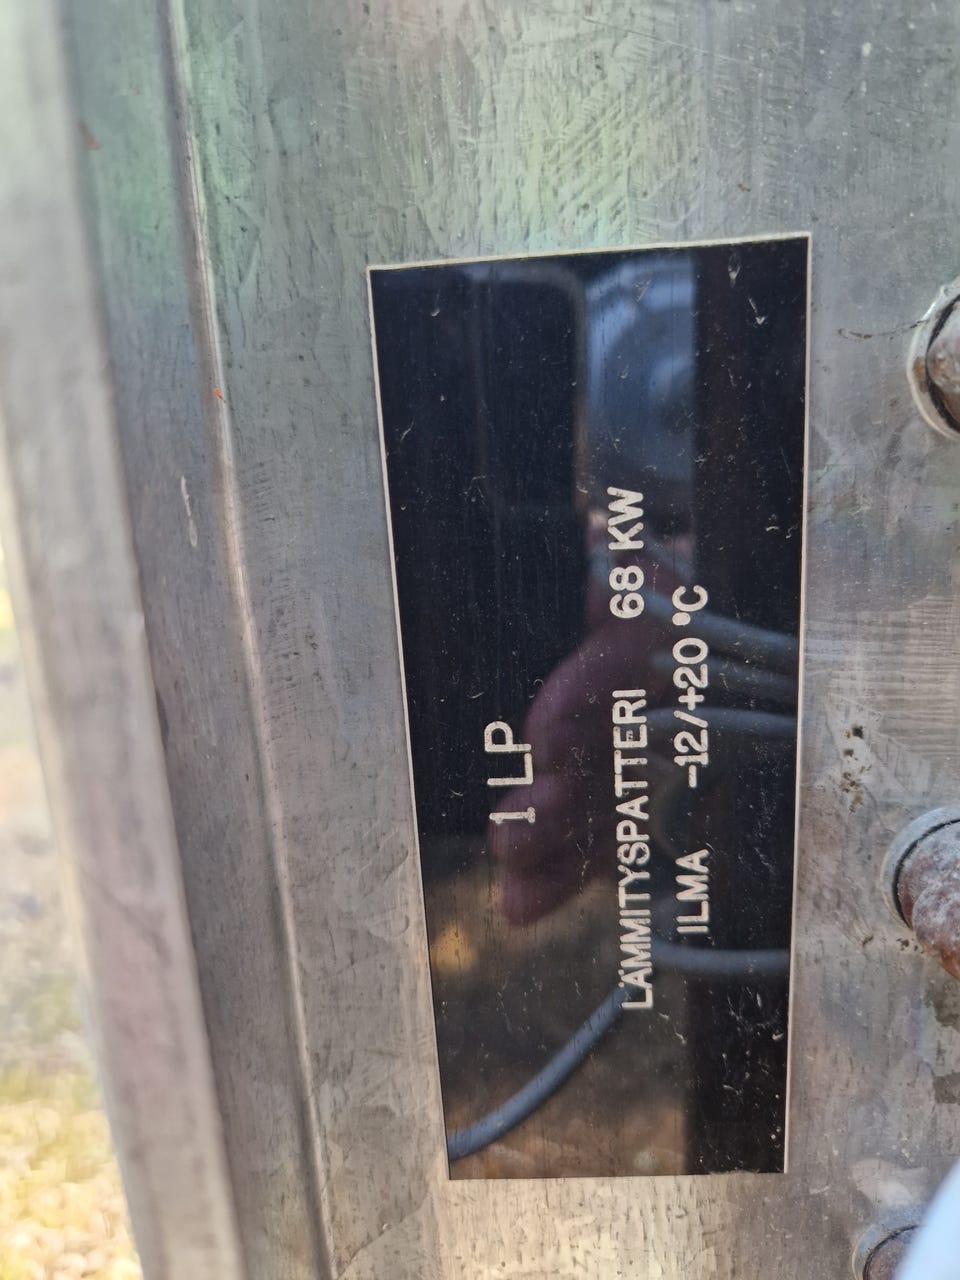 1 LP
LÄMMITYSPATTERI 68 KW
ILMA -12/+20 °C